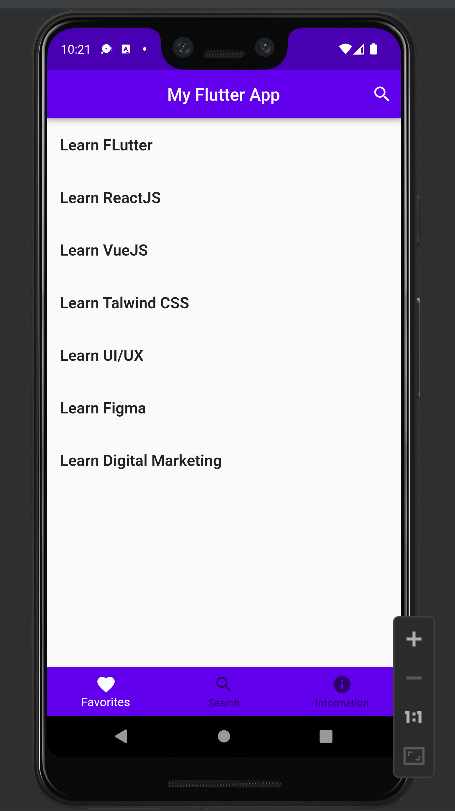 10:21
My Flutter App
Learn FLutter
Learn ReactJS
Learn VueJS
Learn Talwind CSS
Learn UI/UX
Learn Figma
Learn Digital Marketing
Favorites
Search
Information
1:1